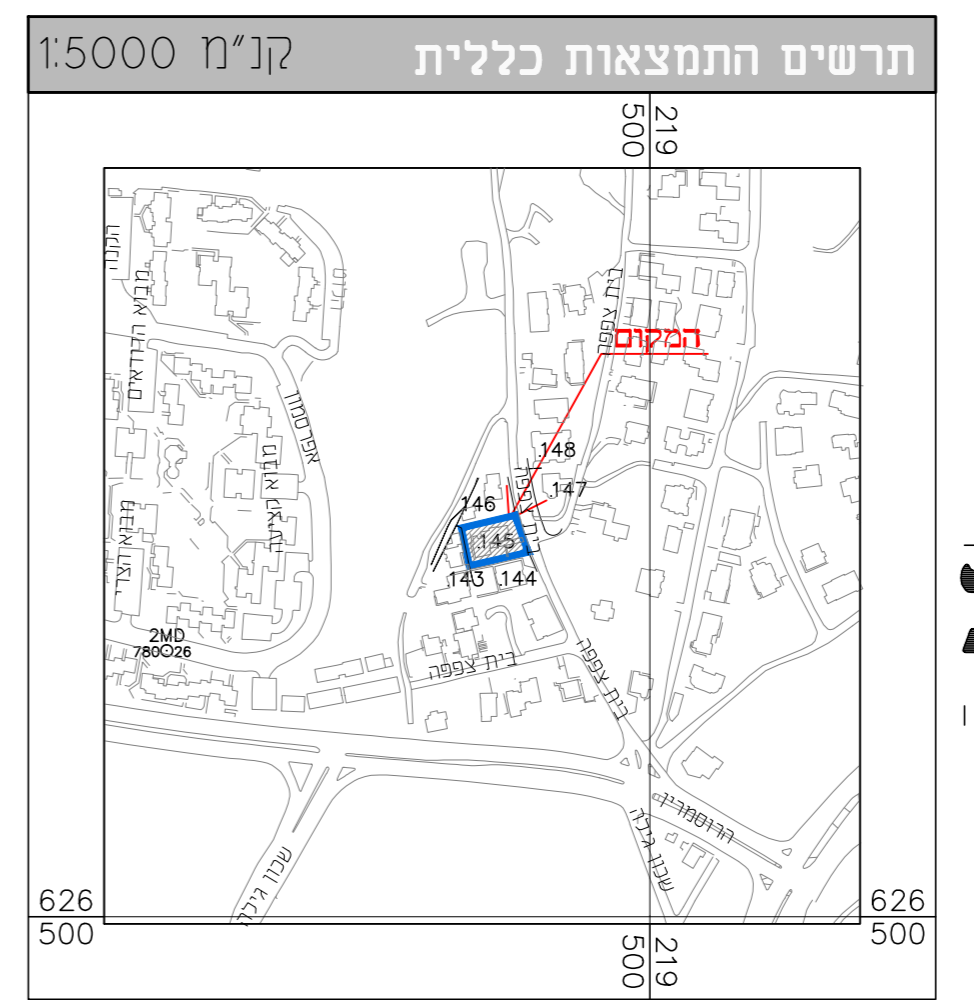 תרשים התמצאות כללית קנ"מ 1:5000
219
500
המקום
אפרסמון
.148
.147
בית צפפה
.146
.145
.143
.144
2MD
780 26
בית צפפה
בית צפפה
הרוסמרין
שכון גילה
שכון גילה
626
500
626
500
219
500